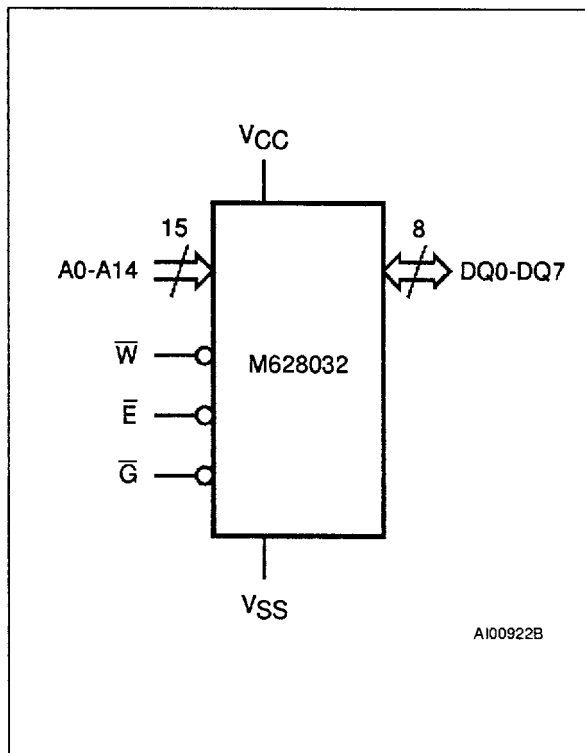 VCC
15
8
A0-A14
DQ0-DQ7
W̅
M628032
E̅
G̅
VSS
AI00922B